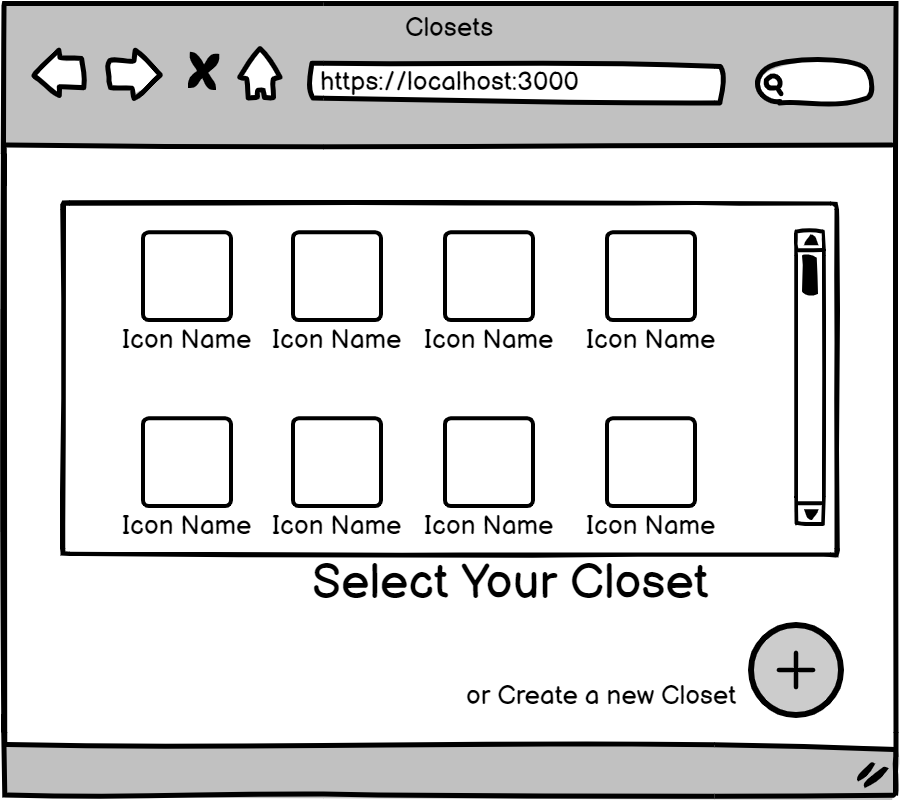 Closets
https://localhost:3000
Icon Name Icon Name Icon Name Icon Name
Icon Name Icon Name Icon Name Icon Name
Select Your Closet
or Create a new Closet